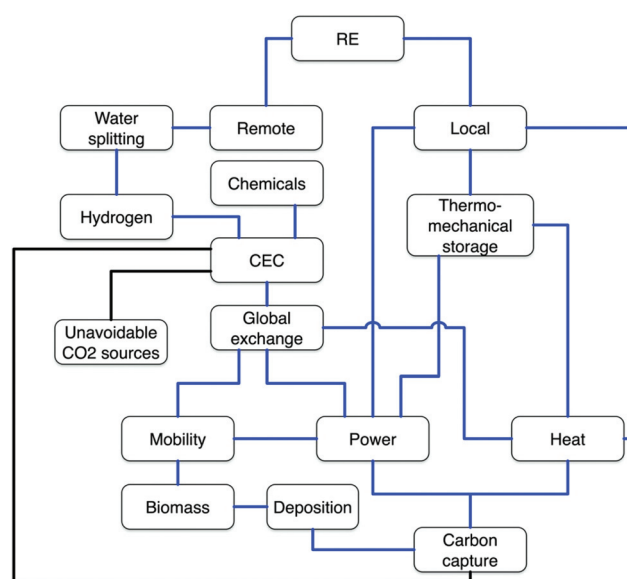 RE
Water
splitting
Remote
Local
Chemicals
Hydrogen
Thermo-
mechanical
storage
CEC
Global
exchange
Unavoidable
CO2 sources
Mobility
Power
Heat
Biomass
Deposition
Carbon
capture